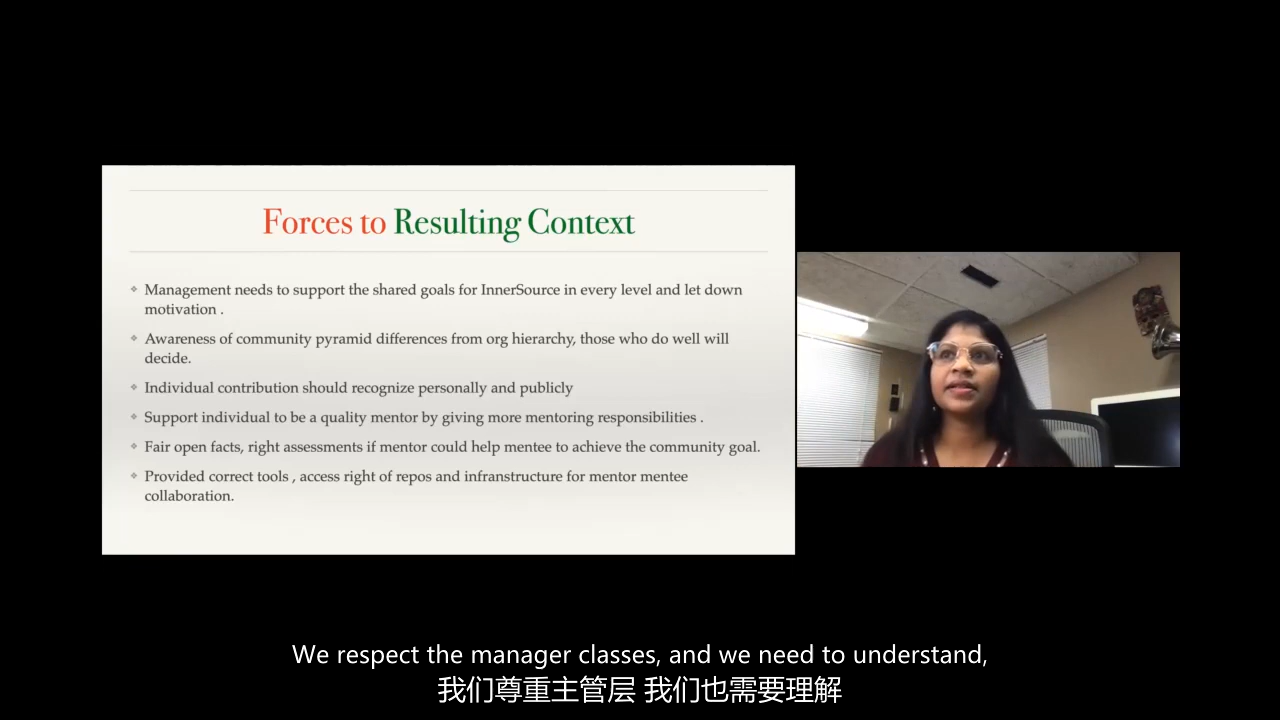 Forces to Resulting Context
Management needs to support the shared goals for InnerSource in every level and let down
motivation .
Awareness of community pyramid differences from org hierarchy, those who do well will
decide.
Individual contribution should recognize personally and publicly
Support individual to be a quality mentor by giving more mentoring responsibilities .
Fair open facts, right assessments if mentor could help mentee to achieve the community goal.
Provided correct tools , access right of repos and infranstructure for mentor mentee
collaboration.
We respect the manager classes, and we need to understand,
我们尊重主管层 我们也需要理解